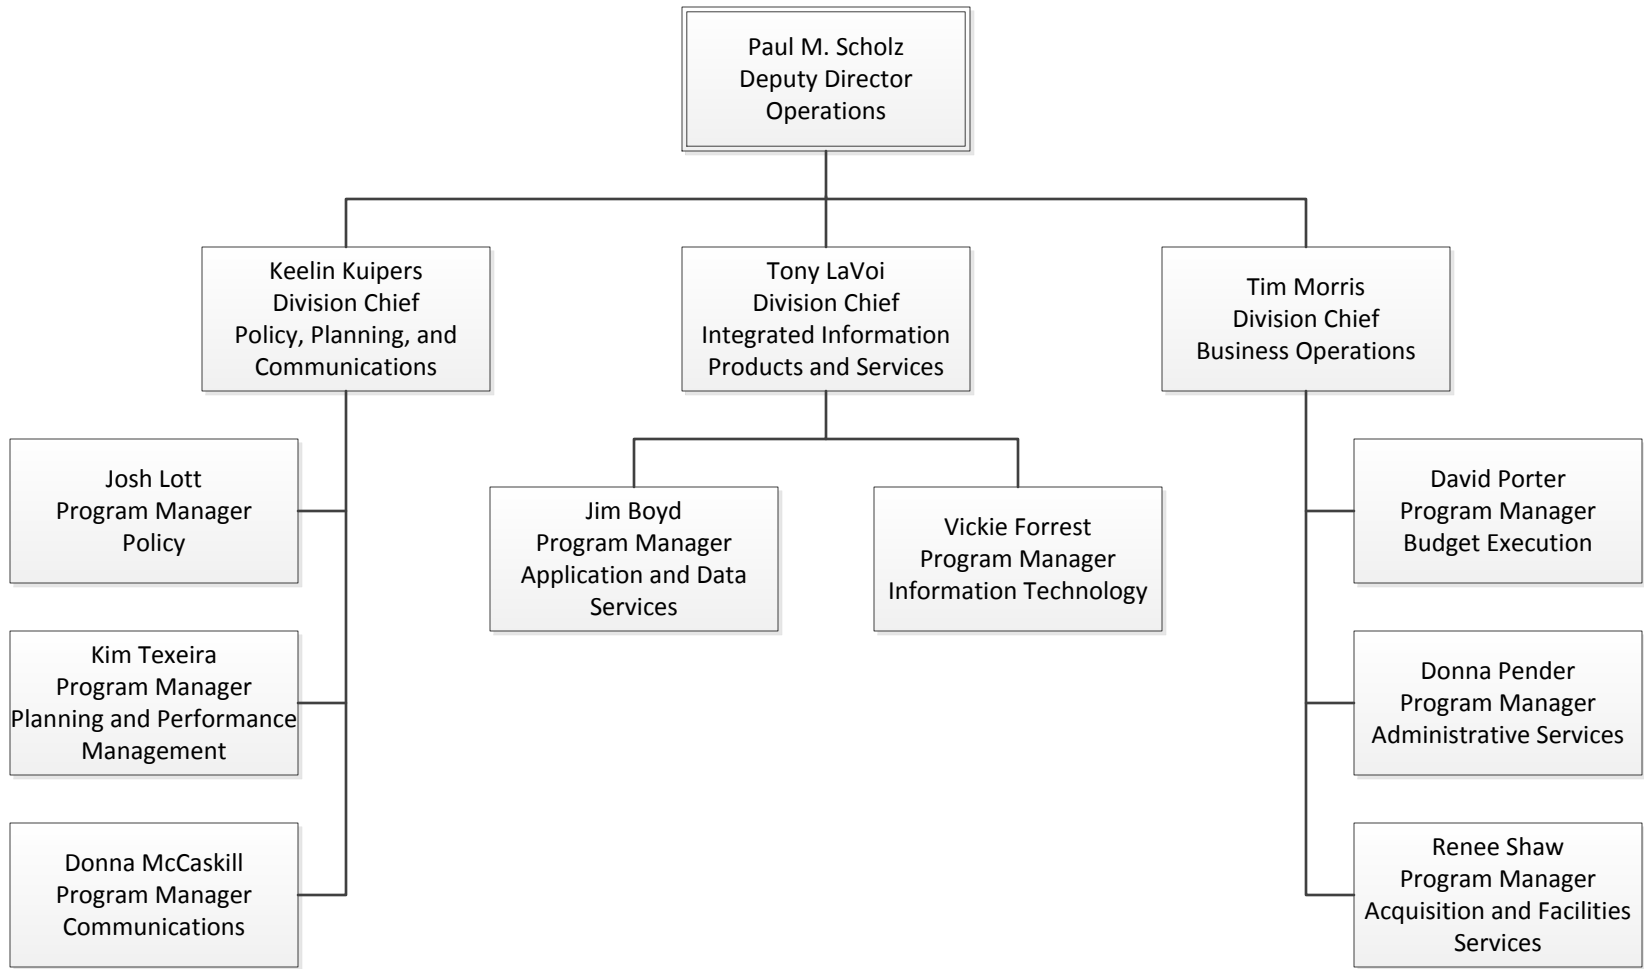 Paul M. Scholz
Deputy Director
Operations
Keelin Kuipers
Division Chief
Policy, Planning, and
Communications
Tony LaVoi
Division Chief
Integrated Information
Products and Services
Tim Morris
Division Chief
Business Operations
Josh Lott
Program Manager
Policy
Kim Texeira
Program Manager
Planning and Performance
Management
Donna McCaskill
Program Manager
Communications
Jim Boyd
Program Manager
Application and Data
Services
Vickie Forrest
Program Manager
Information Technology
David Porter
Program Manager
Budget Execution
Donna Pender
Program Manager
Administrative Services
Renee Shaw
Program Manager
Acquisition and Facilities
Services